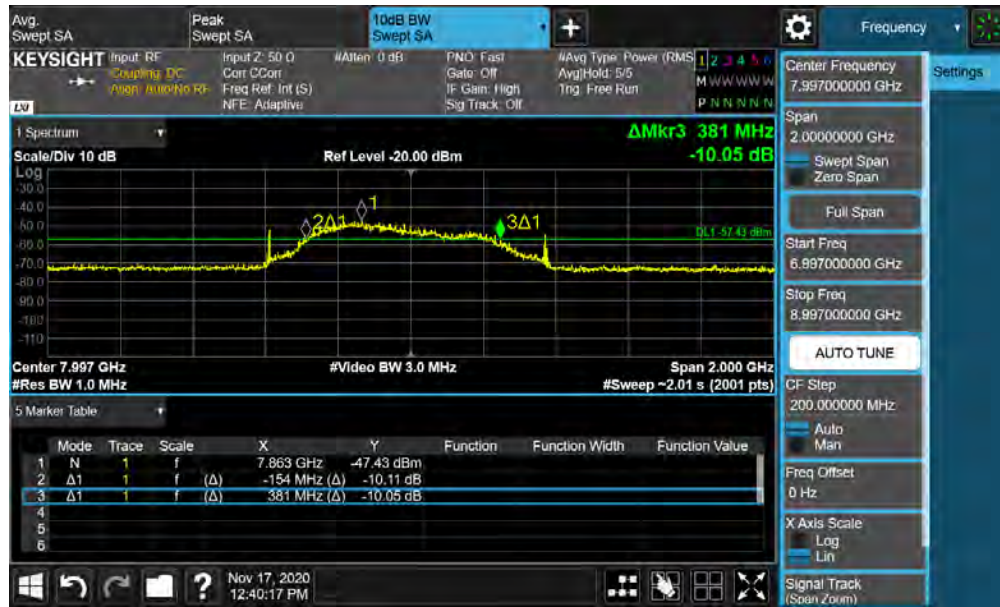 Avg.
Swept SA
Peak
Swept SA
10dB BW
Swept SA
+
Frequency
KEYSIGHT
LXI
Input: RF
Coupling: DC
Align: Auto/No RF
Input Z: 50 Ω
Corr CCorr
Freq Ref: Int (S)
NFE: Adaptive
#Atten: 0 dB
PNO: Fast
Gate: Off
IF Gain: High
Sig Track: Off
#Avg Type: Power (RMS
Avg|Hold: 5/5
Trig: Free Run
1 2 3 4 5 6
M W W W W W
P N N N N N
1 Spectrum
Scale/Div 10 dB
Log
Ref Level -20.00 dBm
ΔMkr3 381 MHz
-10.05 dB
-30.0
-40.0
-50.0
-60.0
-70.0
-80.0
-90.0
-100
-110
1
2Δ1
3Δ1
DL1 -57.43 dBm
Center 7.997 GHz
#Res BW 1.0 MHz
#Video BW 3.0 MHz
Span 2.000 GHz
#Sweep ~2.01 s (2001 pts)
5 Marker Table
Mode Trace Scale X Y Function Function Width Function Value
1 N 1 f 7.863 GHz -47.43 dBm
2 Δ1 1 f (Δ) -154 MHz (Δ) -10.11 dB
3 Δ1 1 f (Δ) 381 MHz (Δ) -10.05 dB
4
5
6
?
Nov 17, 2020
12:40:17 PM
Center Frequency
7.997000000 GHz
Span
2.00000000 GHz
Swept Span
Zero Span
Full Span
Start Freq
6.997000000 GHz
Stop Freq
8.997000000 GHz
AUTO TUNE
CF Step
200.000000 MHz
Auto
Man
Freq Offset
0 Hz
X Axis Scale
Log
Lin
Signal Track
(Span Zoom)
Settings